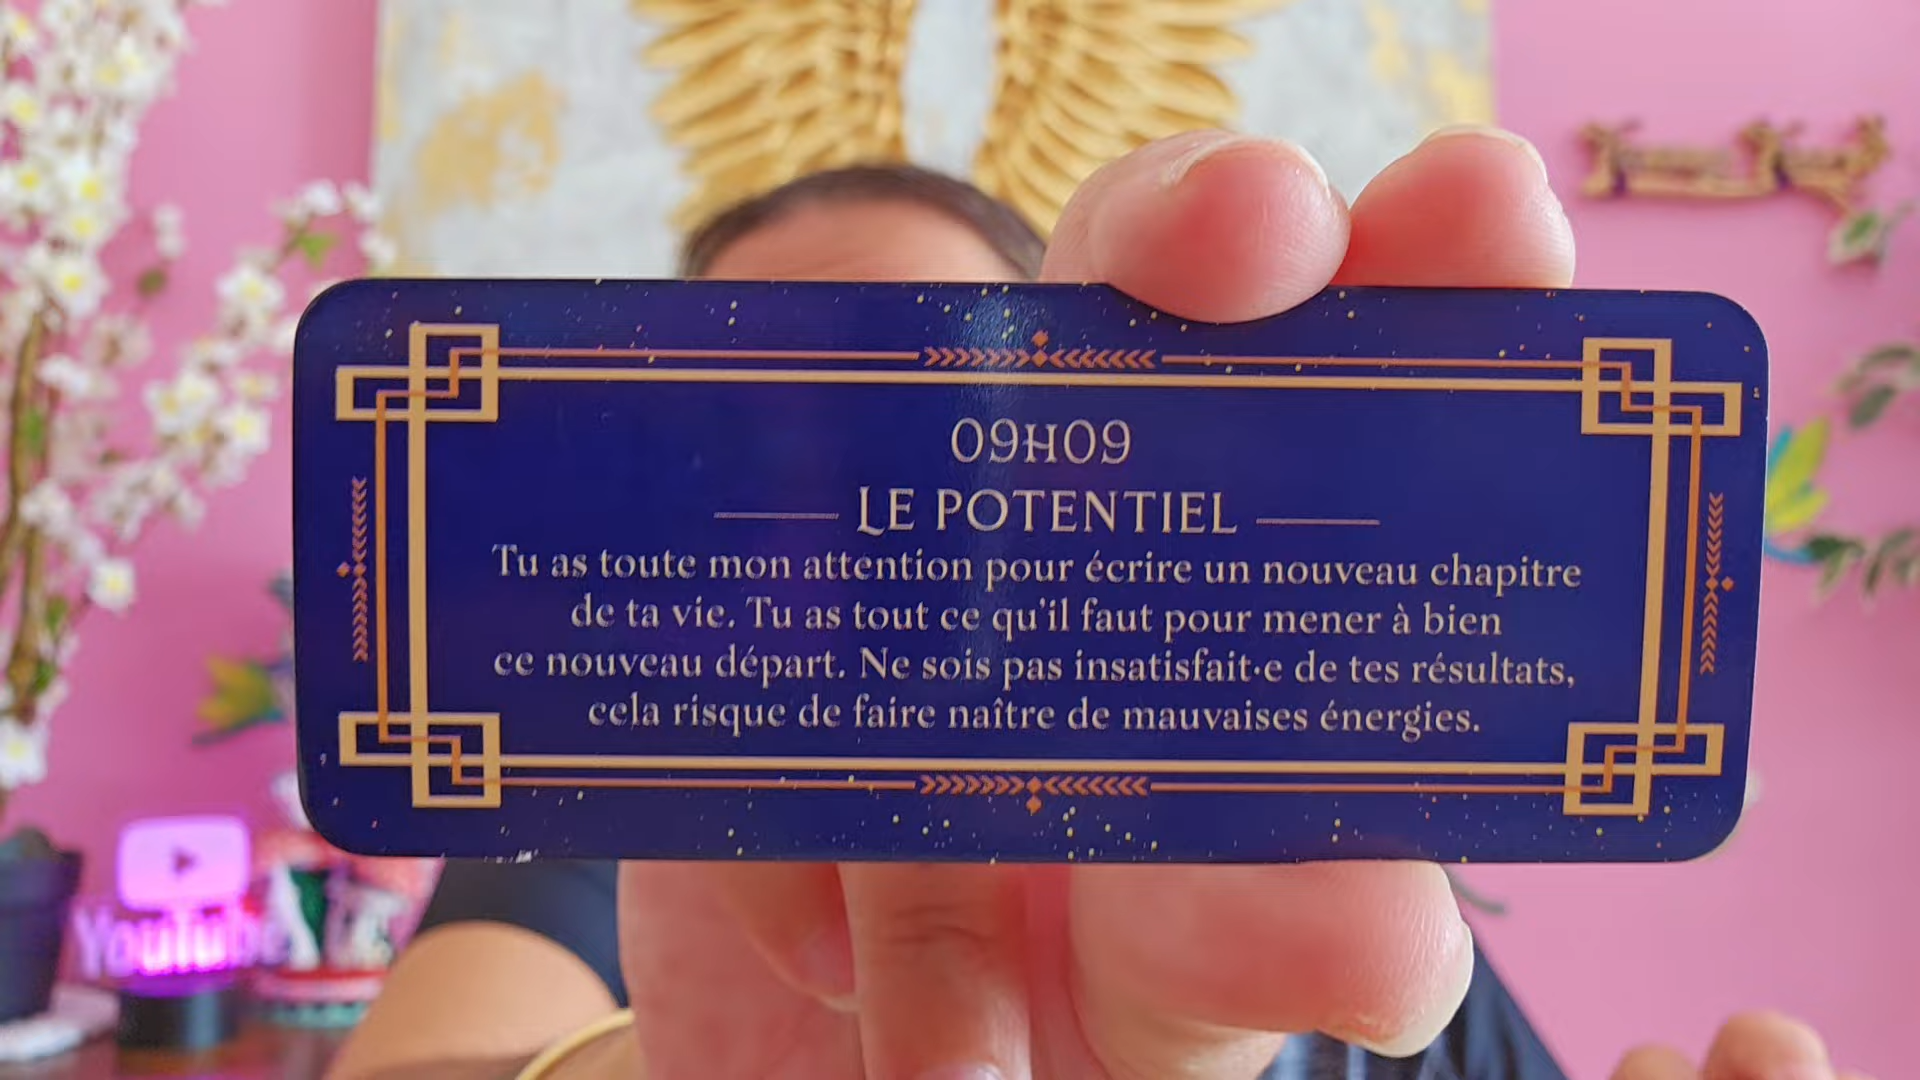 09H09
LE POTENTIEL
Tu as toute mon attention pour écrire un nouveau chapitre
de ta vie. Tu as tout ce qu'il faut pour mener à bien
ce nouveau départ. Ne sois pas insatisfait·e de tes résultats,
cela risque de faire naître de mauvaises énergies.
YouTube